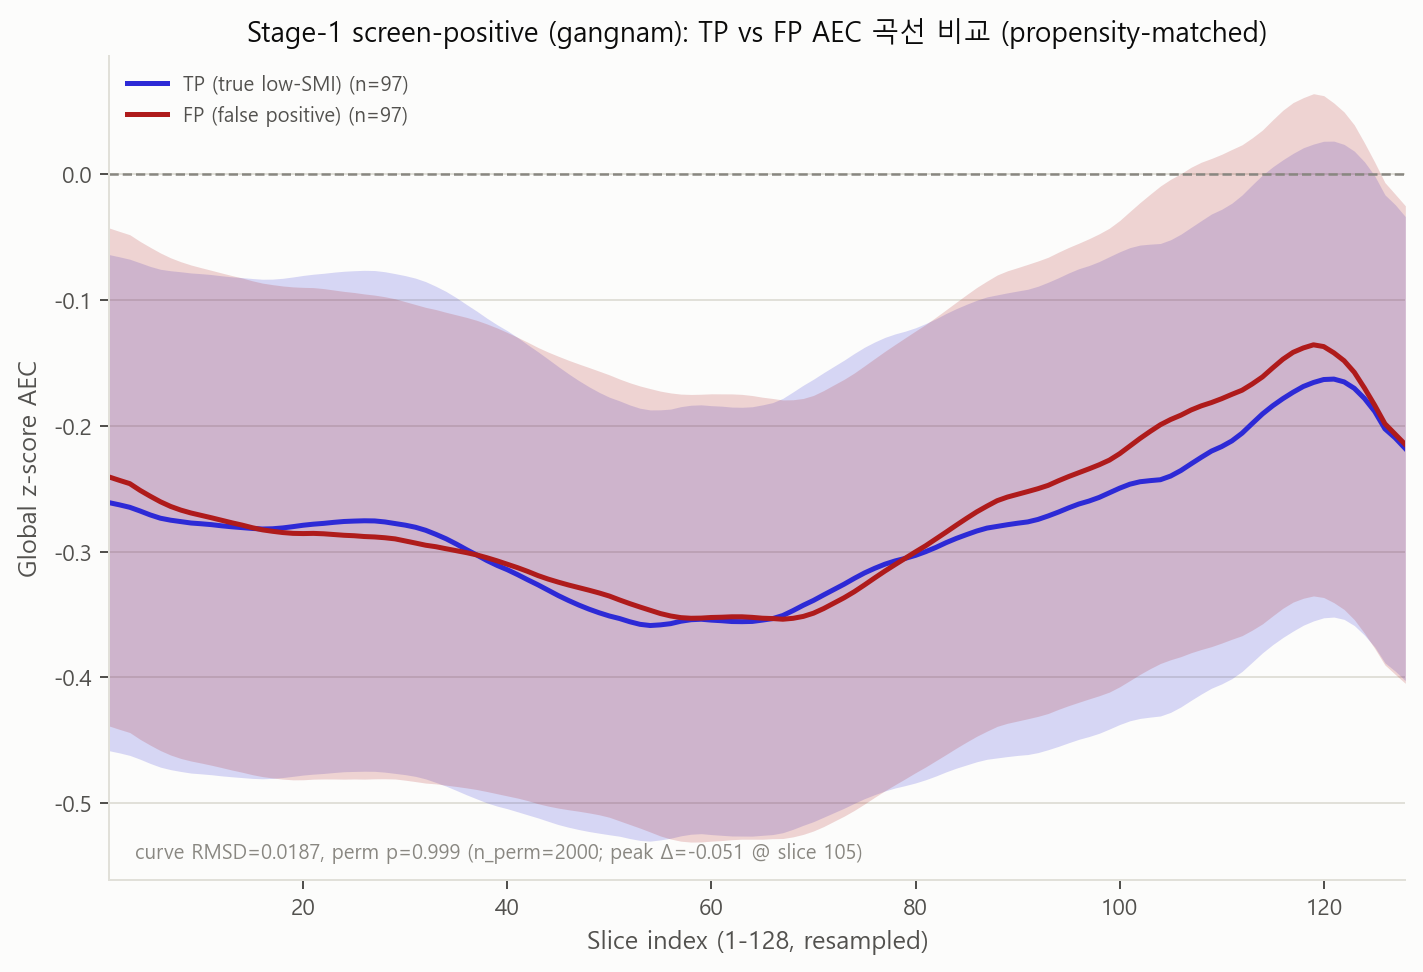 Stage-1 screen-positive (gangnam): TP vs FP AEC 곡선 비교 (propensity-matched)
TP (true low-SMI) (n=97)
FP (false positive) (n=97)
0.0
-0.1
-0.2
-0.3
-0.4
-0.5
Global z-score AEC
curve RMSD=0.0187, perm p=0.999 (n_perm=2000; peak Δ=-0.051 @ slice 105)
20 40 60 80 100 120
Slice index (1-128, resampled)